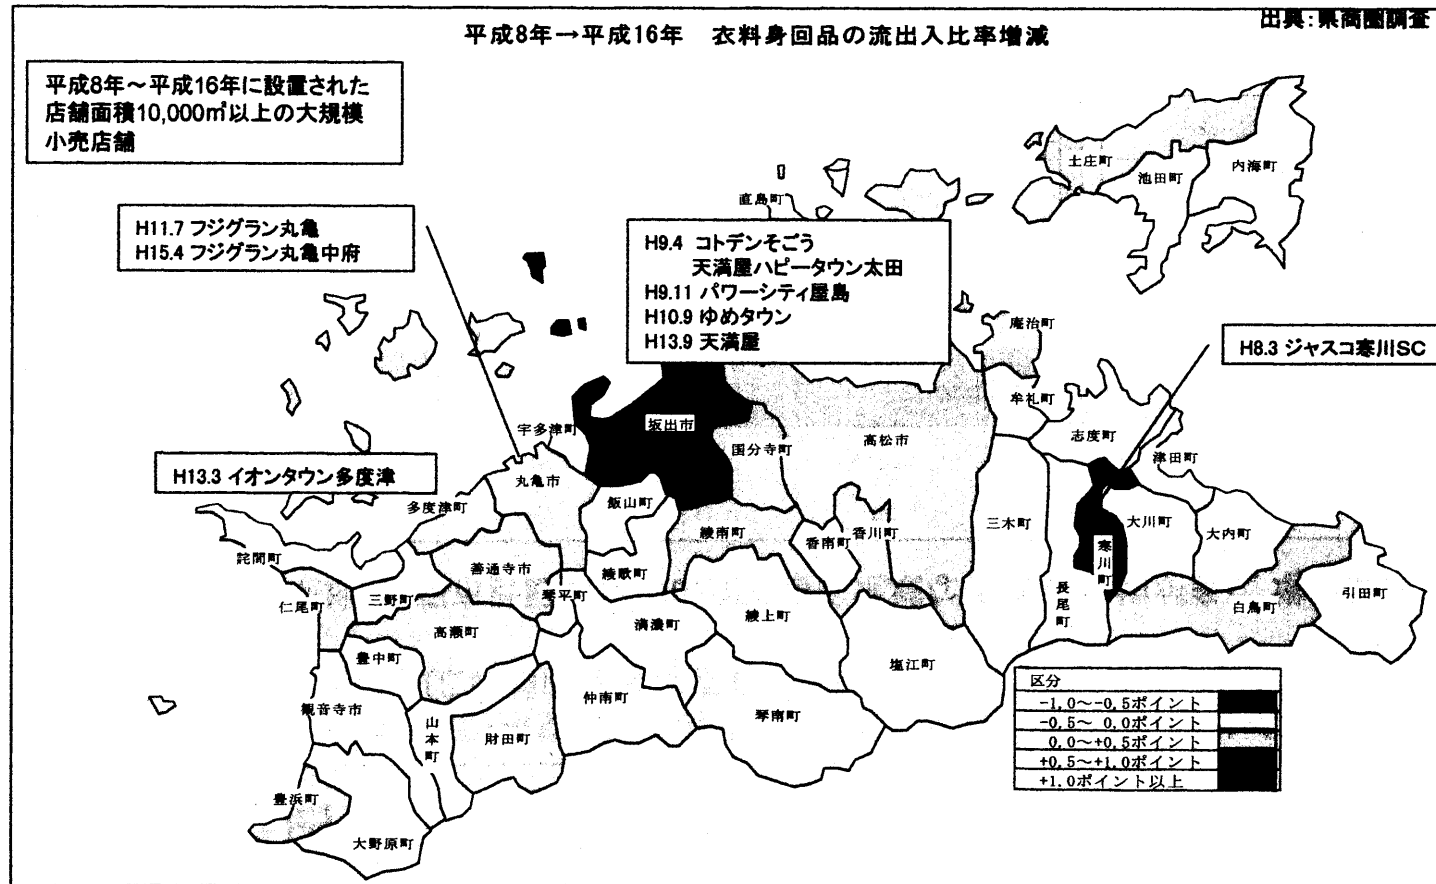 出典：県商圏調査
平成8年→平成16年　衣料身回品の流出入比率増減
平成8年～平成16年に設置された
店舗面積10,000㎡以上の大規模
小売店舗
H11.7 フジグラン丸亀
H15.4 フジグラン丸亀中府
H9.4 コトデンそごう
天満屋ハピータウン太田
H9.11 パワーシティ屋島
H10.9 ゆめタウン
H13.9 天満屋
H8.3 ジャスコ寒川SC
H13.3 イオンタウン多度津
土庄町
池田町
内海町
直島町
庵治町
牟礼町
志度町
津田町
宇多津町
坂出市
国分寺町
高松市
丸亀市
飯山町
多度津町
綾南町
香南町
香川町
三木町
大川町
大内町
寒川町
長尾町
白鳥町
引田町
詫間町
仁尾町
三野町
善通寺市
琴平町
綾歌町
高瀬町
満濃町
綾上町
塩江町
豊中町
観音寺市
山本町
財田町
仲南町
琴南町
豊浜町
大野原町
区分
-1.0～-0.5ポイント
-0.5～ 0.0ポイント
0.0～+0.5ポイント
+0.5～+1.0ポイント
+1.0ポイント以上